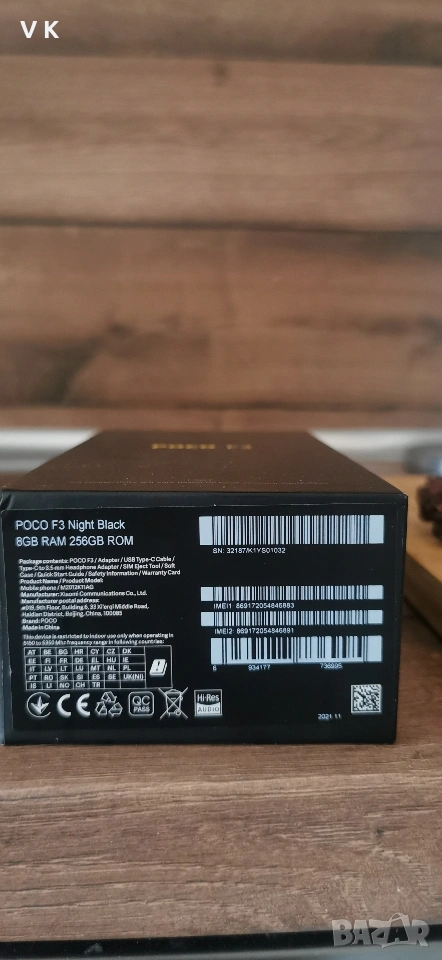 V K
POCO F3
POCO F3 Night Black
8GB RAM 256GB ROM
Package contents: POCO F3 / Adapter / USB Type-C Cable /
Type-C to 3.5 mm Headphone Adapter / SIM Eject Tool / Soft
Case / Quick Start Guide / Safety Information / Warranty Card
Product Name / Product Model:
Mobile phone / M2012K11AG
Manufacturer: Xiaomi Communications Co., Ltd.
Manufacturer postal address:
#019, 9th Floor, Building 6, 33 Xi'erqi Middle Road,
Haidian District, Beijing, China, 100085
Brand: POCO
Made in China
This device is restricted to indoor use only when operating in
5150 to 5350 MHz frequency range in following countries:
AT BE BG HR CY CZ DK
EE FI FR DE EL HU IE
IT LV LT LU MT NL PL
PT RO SK SI ES SE UK(NI)
IS LI NO CH TR
CE
QC
PASS
Hi-Res
AUDIO
SN: 32187/K1YS01032
IMEI1: 869172054846883
IMEI2: 869172054846891
6 934177 736995
2021.11
BAZAR